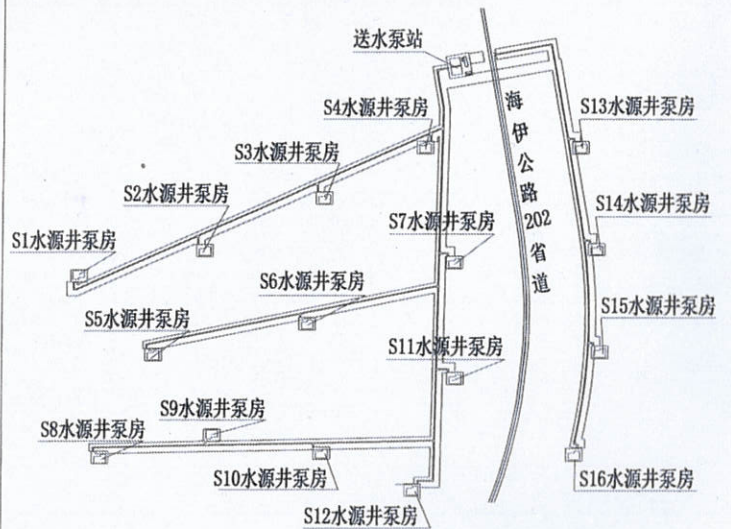 送水泵站
S4水源井泵房
S13水源井泵房
S3水源井泵房
S2水源井泵房
S14水源井泵房
S7水源井泵房
S1水源井泵房
海伊公路202省道
S6水源井泵房
S5水源井泵房
S15水源井泵房
S11水源井泵房
S9水源井泵房
S8水源井泵房
S10水源井泵房
S16水源井泵房
S12水源井泵房